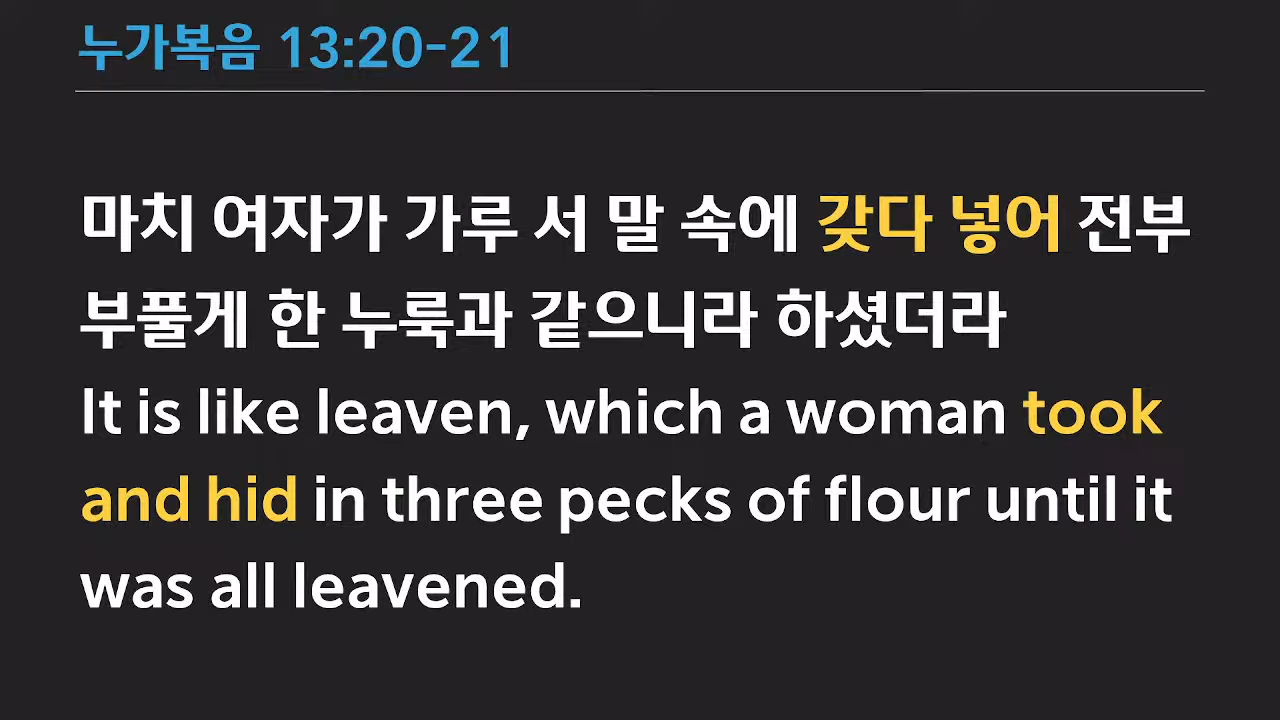 누가복음 13:20-21
마치 여자가 가루 서 말 속에 갖다 넣어 전부
부풀게 한 누룩과 같으니라 하셨더라
It is like leaven, which a woman took
and hid in three pecks of flour until it
was all leavened.